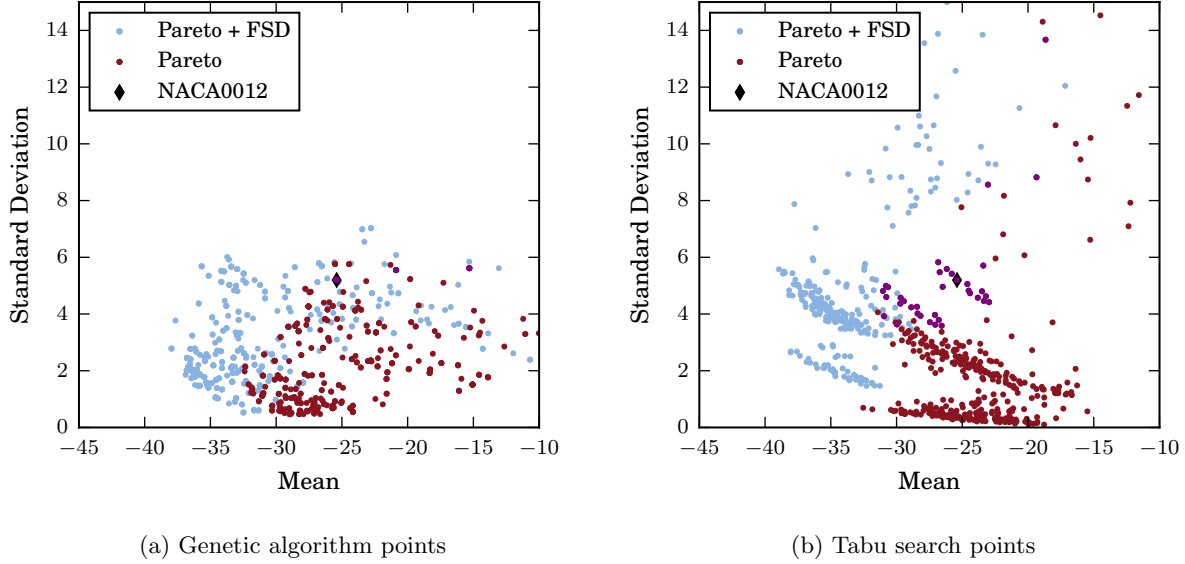 14
12
10
8
6
4
2
0
Standard Deviation
Pareto + FSD
Pareto
NACA0012
−45 −40 −35 −30 −25 −20 −15 −10
Mean
(a) Genetic algorithm points
14
12
10
8
6
4
2
0
Standard Deviation
Pareto + FSD
Pareto
NACA0012
−45 −40 −35 −30 −25 −20 −15 −10
Mean
(b) Tabu search points